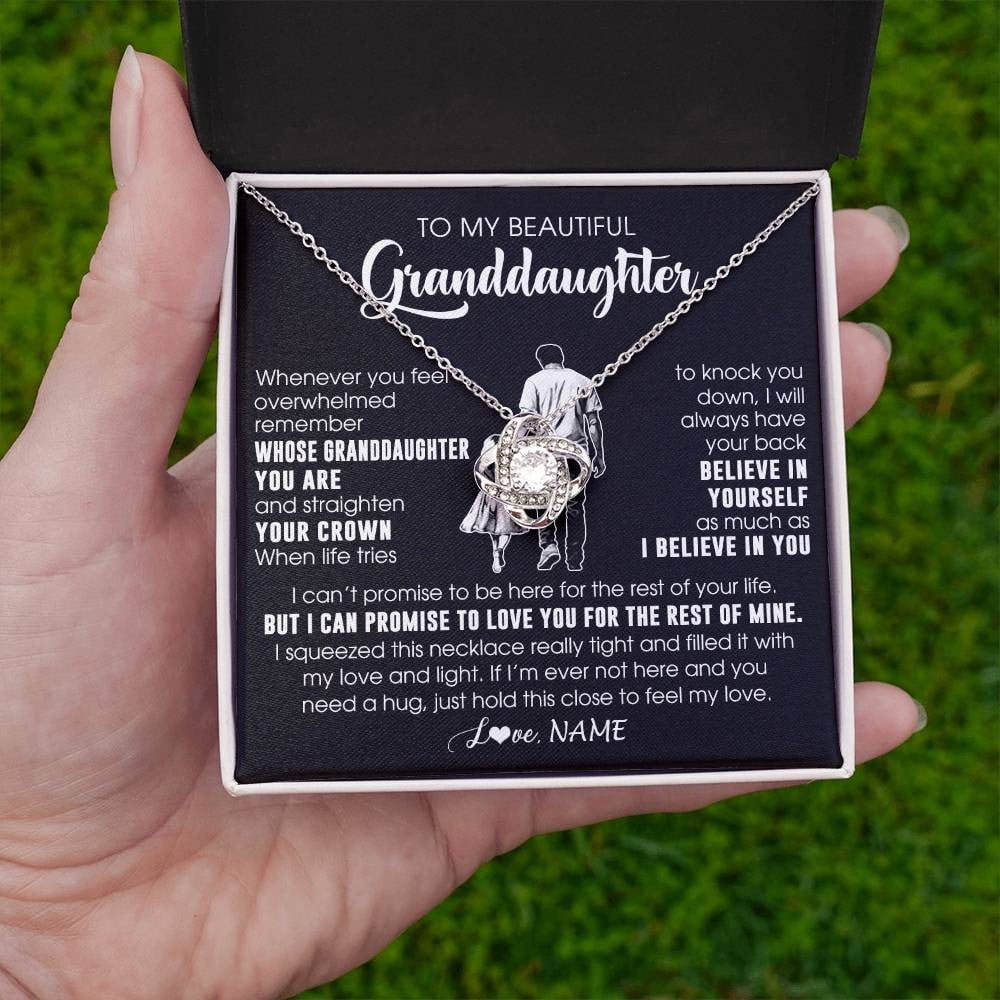 TO MY BEAUTIFUL
Granddaughter
Whenever you feel
overwhelmed
remember
WHOSE GRANDDAUGHTER
YOU ARE
and straighten
YOUR CROWN
When life tries
to knock you
down, I will
always have
your back
BELIEVE IN
YOURSELF
as much as
I BELIEVE IN YOU
I can't promise to be here for the rest of your life.
BUT I CAN PROMISE TO LOVE YOU FOR THE REST OF MINE.
I squeezed this necklace really tight and filled it with
my love and light. If I'm ever not here and you
need a hug, just hold this close to feel my love.
L♥ve, NAME